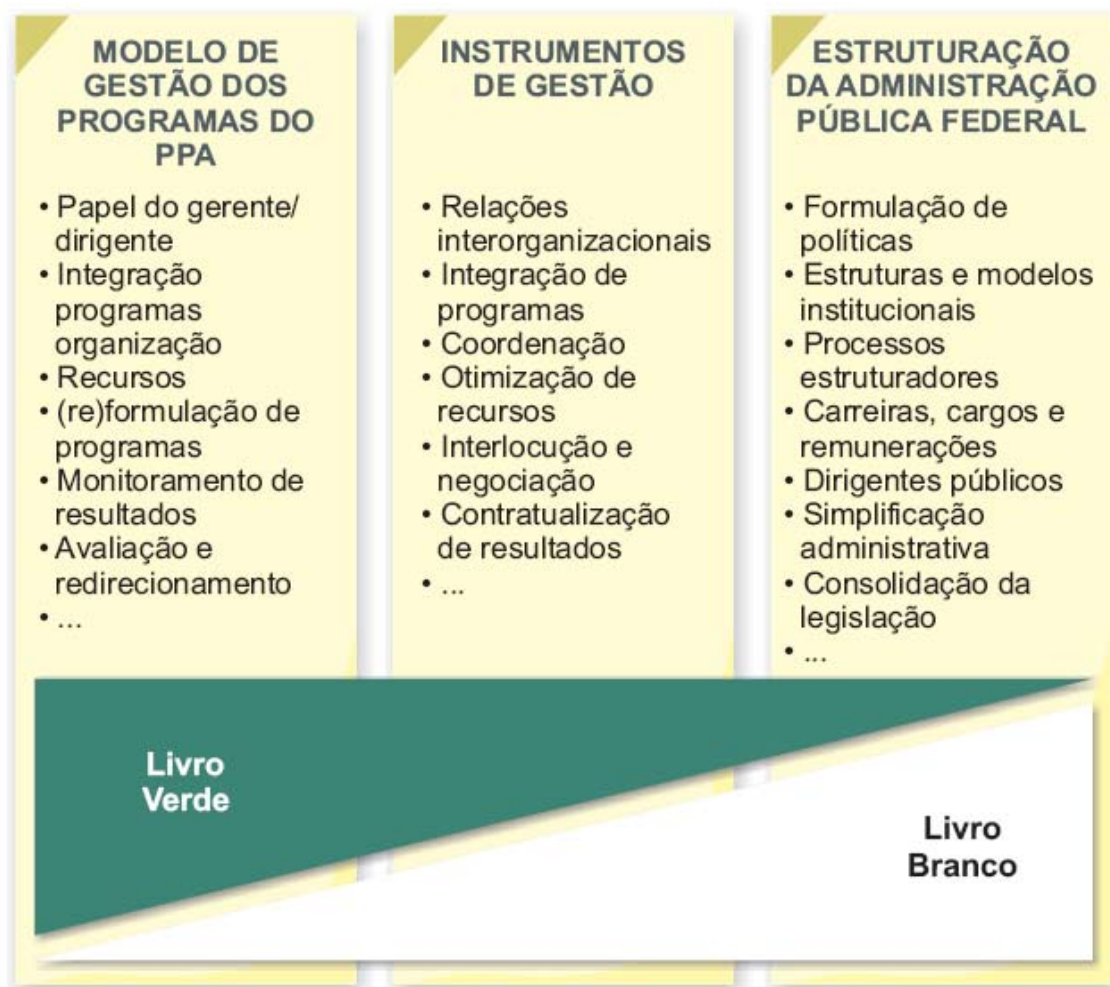 MODELO DE
GESTÃO DOS
PROGRAMAS DO
PPA
• Papel do gerente/
dirigente
• Integração
programas
organização
• Recursos
• (re)formulação de
programas
• Monitoramento de
resultados
• Avaliação e
redirecionamento
• ...
INSTRUMENTOS
DE GESTÃO
• Relações
interorganizacionais
• Integração de
programas
• Coordenação
• Otimização de
recursos
• Interlocução e
negociação
• Contratualização
de resultados
• ...
ESTRUTURAÇÃO
DA ADMINISTRAÇÃO
PÚBLICA FEDERAL
• Formulação de
políticas
• Estruturas e modelos
institucionais
• Processos
estruturadores
• Carreiras, cargos e
remunerações
• Dirigentes públicos
• Simplificação
administrativa
• Consolidação da
legislação
• ...
Livro
Verde
Livro
Branco